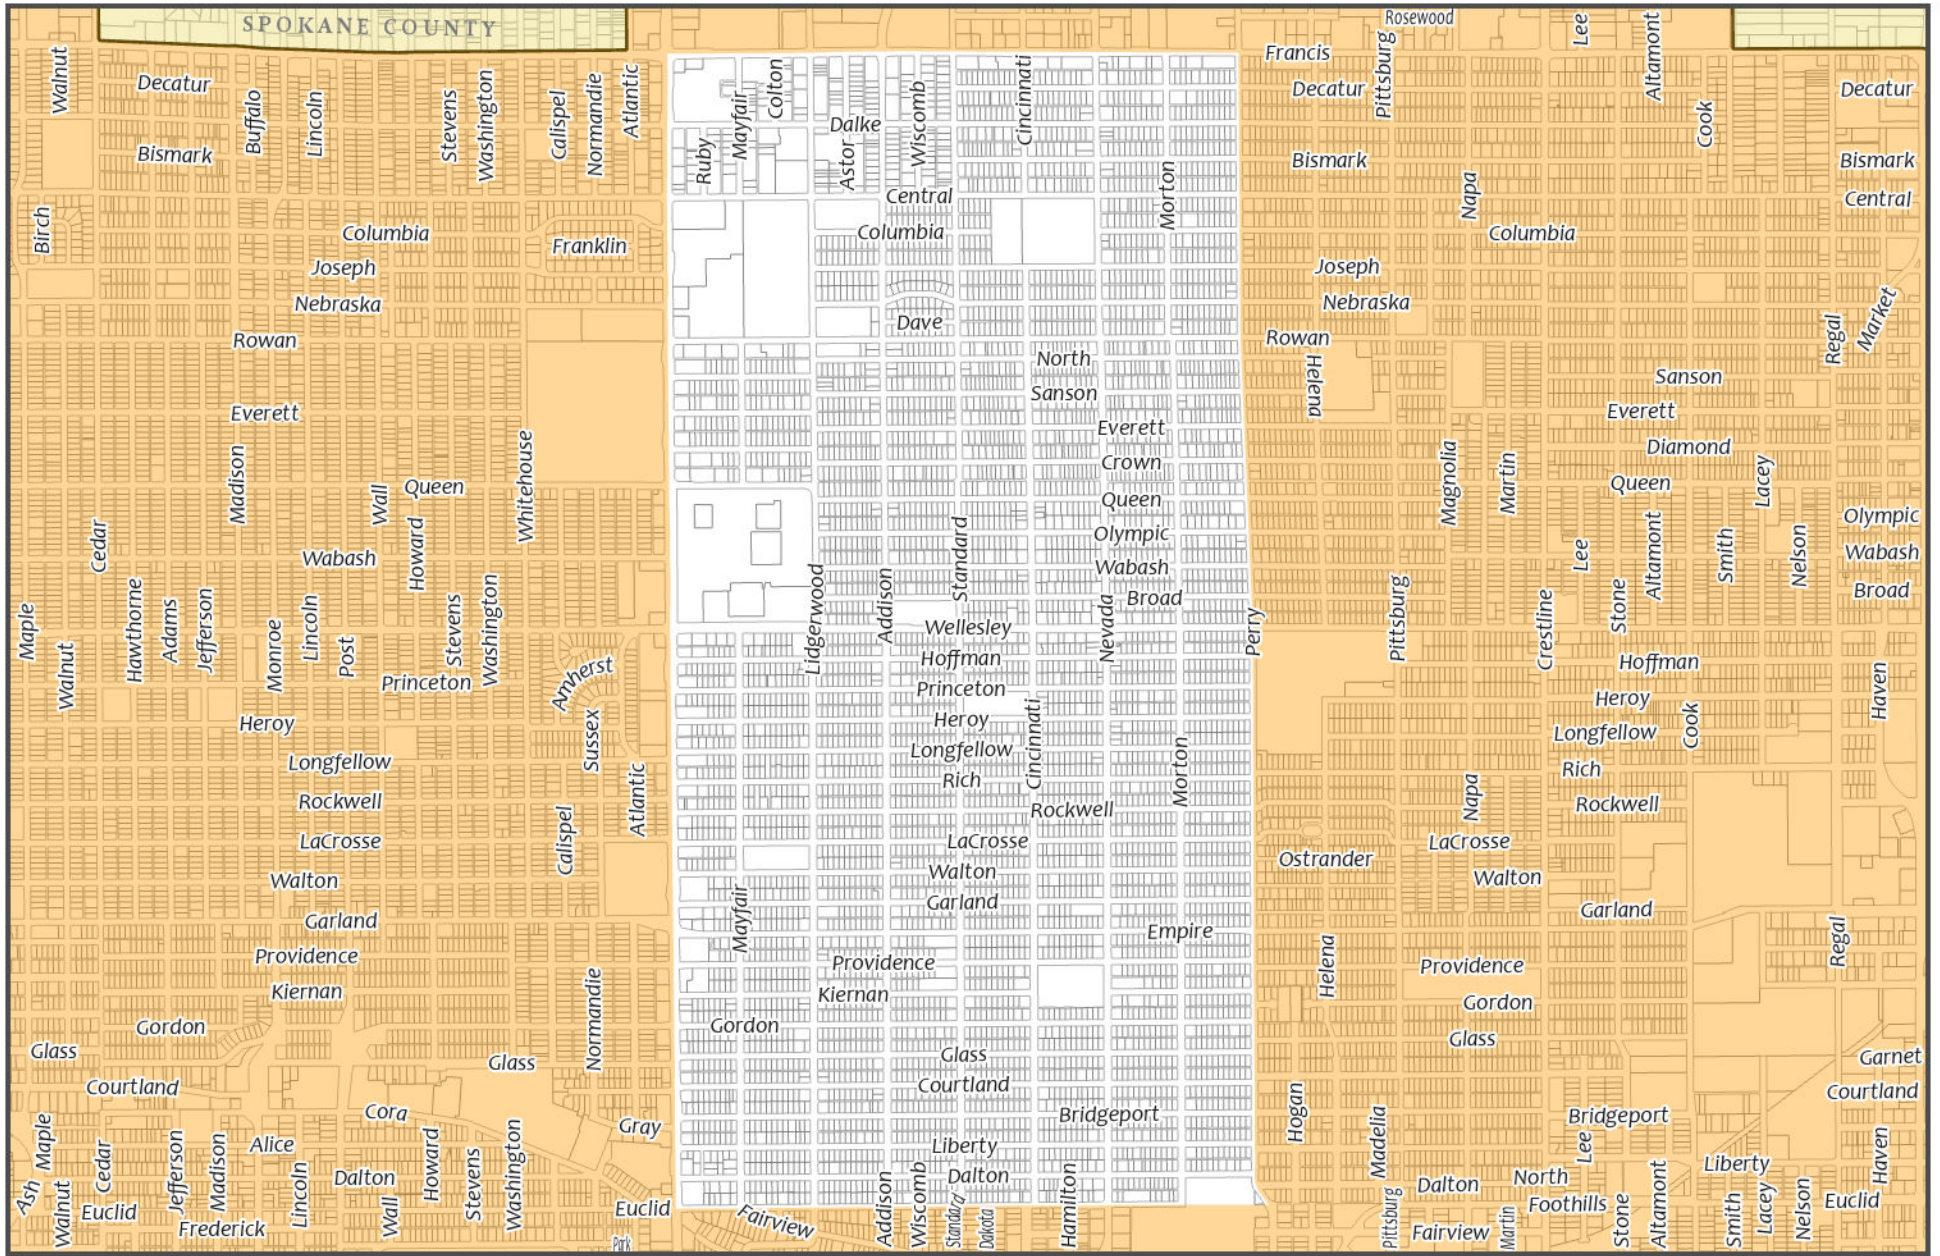 SPOKANE COUNTY
Rosewood
Lee
Altamont
Pittsburg
Francis
Walnut
Decatur
Buffalo
Lincoln
Stevens
Washington
Calispel
Normandie
Atlantic
Mayfair
Colton
Cincinnati
Decatur
Decatur
Cook
Dalke
Wiscomb
Bismark
Ruby
Astor
Bismark
Bismark
Central
Morton
Napa
Central
Birch
Columbia
Franklin
Columbia
Columbia
Joseph
Joseph
Nebraska
Nebraska
Dave
Regal
Market
Rowan
Rowan
North
Helena
Sanson
Sanson
Everett
Everett
Everett
Madison
Whitehouse
Crown
Magnolia
Martin
Diamond
Lacey
Wall
Queen
Queen
Queen
Cedar
Howard
Standard
Olympic
Lee
Altamont
Smith
Nelson
Olympic
Wabash
Wabash
Wabash
Maple
Walnut
Hawthorne
Adams
Jefferson
Monroe
Lincoln
Post
Stevens
Washington
Lidgerwood
Addison
Nevada
Broad
Perry
Pittsburg
Crestline
Stone
Broad
Wellesley
Hoffman
Hoffman
Princeton
Amherst
Princeton
Heroy
Haven
Heroy
Sussex
Heroy
Cincinnati
Longfellow
Cook
Longfellow
Longfellow
Rich
Morton
Rich
Rockwell
Atlantic
Rockwell
Napa
Rockwell
LaCrosse
Calispel
LaCrosse
LaCrosse
Ostrander
Walton
Walton
Walton
Garland
Mayfair
Garland
Garland
Empire
Regal
Providence
Providence
Helena
Providence
Kiernan
Normandie
Kiernan
Gordon
Gordon
Gordon
Glass
Glass
Glass
Glass
Garnet
Courtland
Courtland
Courtland
Cora
Bridgeport
Hogan
Bridgeport
Ash
Maple
Walnut
Cedar
Jefferson
Madison
Alice
Lincoln
Gray
Madelia
Lee
Liberty
Liberty
Haven
Dalton
Wall
Howard
Stevens
Washington
Dalton
Dalton
North
Foothills
Euclid
Euclid
Euclid
Frederick
Park
Fairview
Addison
Wiscomb
Standard
Dakota
Hamilton
Pittsburg
Fairview
Martin
Stone
Altamont
Smith
Lacey
Nelson